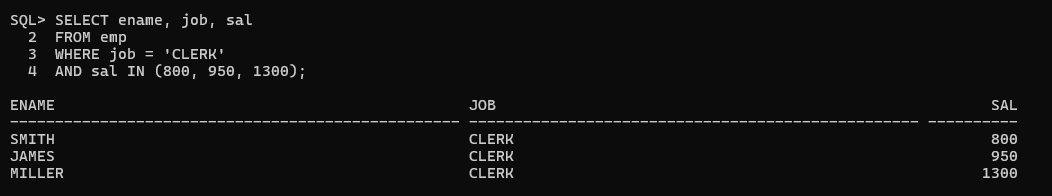 SQL> SELECT ename, job, sal
  2  FROM emp
  3  WHERE job = 'CLERK'
  4  AND sal IN (800, 950, 1300);

ENAME                                              JOB                                                       SAL
-------------------------------------------------- -------------------------------------------------- ----------
SMITH                                              CLERK                                                     800
JAMES                                              CLERK                                                     950
MILLER                                             CLERK                                                    1300